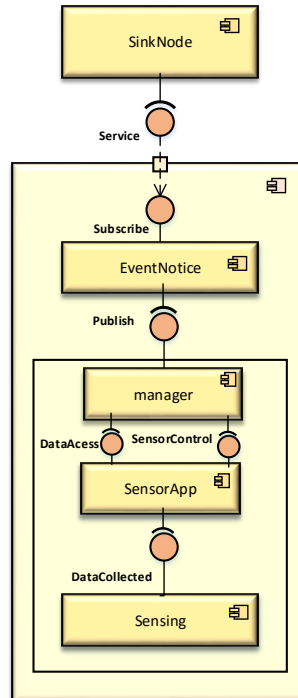 SinkNode
Service
Subscribe
EventNotice
Publish
manager
DataAcess
SensorControl
SensorApp
DataCollected
Sensing